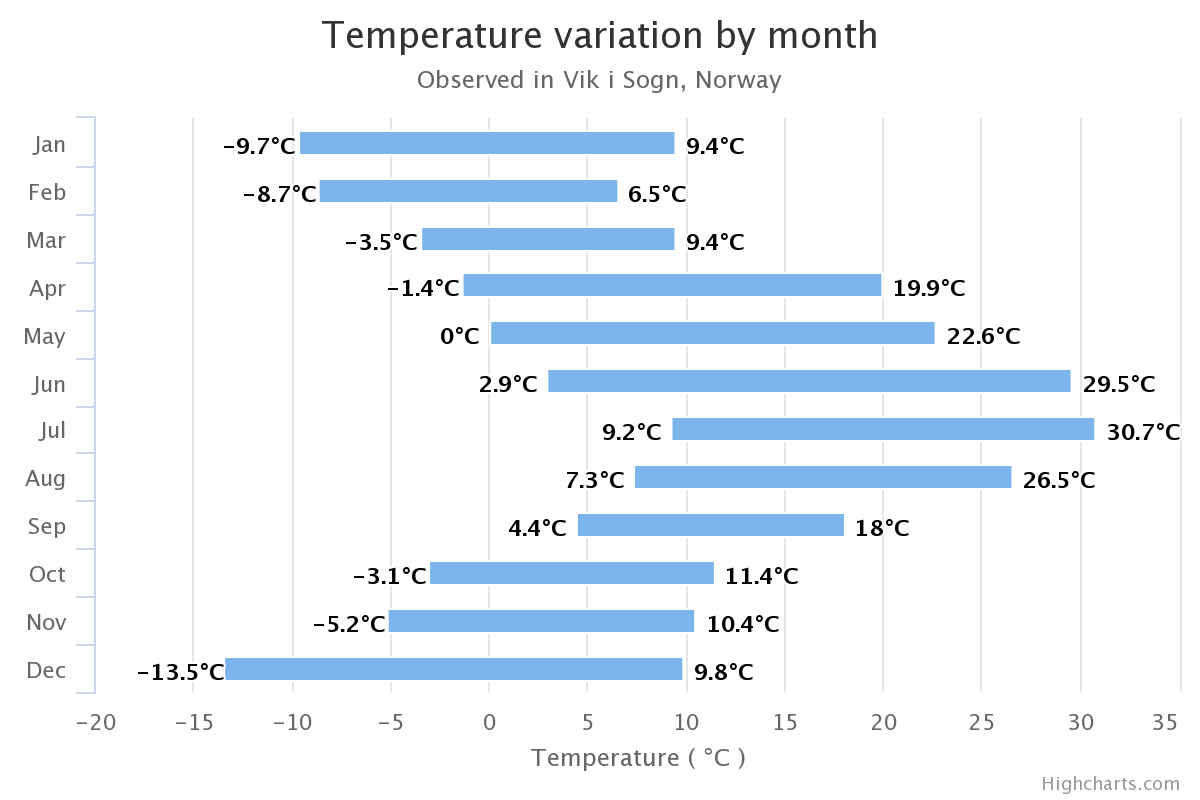 Temperature variation by month
Observed in Vik i Sogn, Norway
Jan −9.7°C 9.4°C
Feb −8.7°C 6.5°C
Mar −3.5°C 9.4°C
Apr −1.4°C 19.9°C
May 0°C 22.6°C
Jun 2.9°C 29.5°C
Jul 9.2°C 30.7°C
Aug 7.3°C 26.5°C
Sep 4.4°C 18°C
Oct −3.1°C 11.4°C
Nov −5.2°C 10.4°C
Dec −13.5°C 9.8°C
−20 −15 −10 −5 0 5 10 15 20 25 30 35
Temperature ( °C )
Highcharts.com